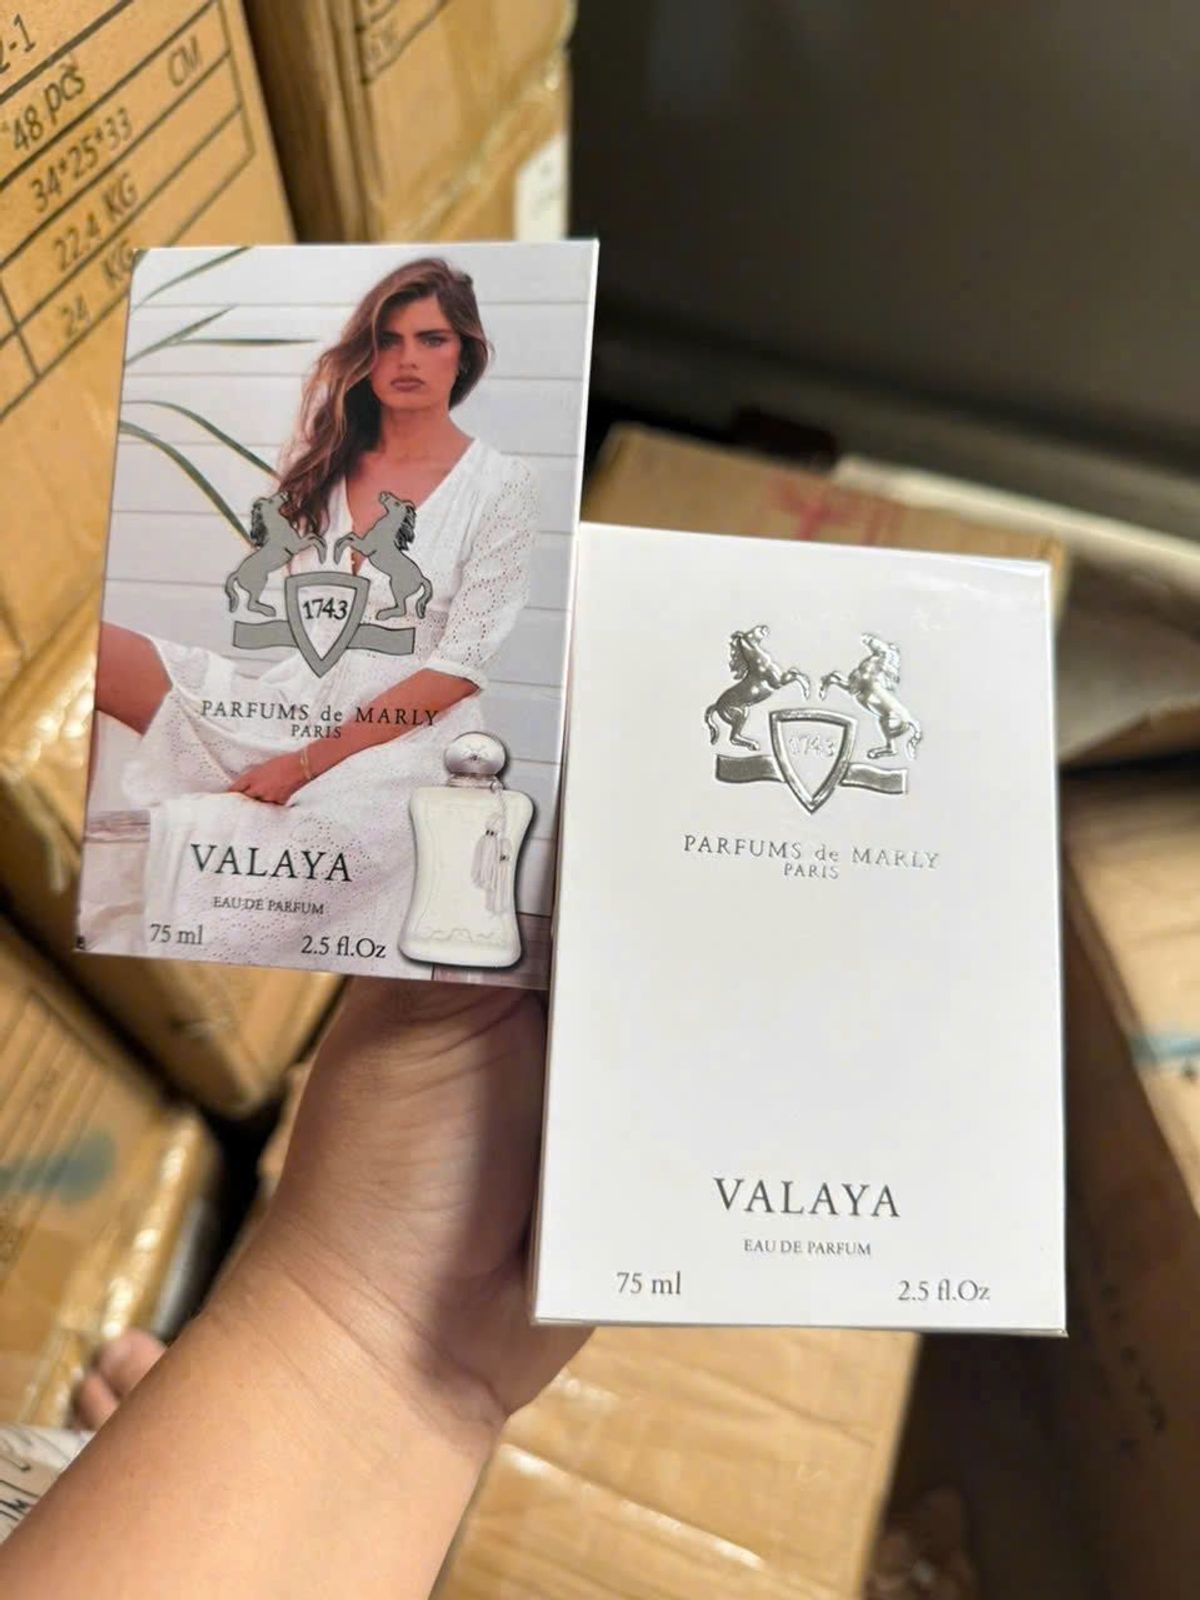 2-1
48 pcs
34*25*33
CM
22.4 KG
24 KG
1743
PARFUMS de MARLY
PARIS
VALAYA
EAU DE PARFUM
75 ml
2.5 fl.Oz
1743
PARFUMS de MARLY
PARIS
VALAYA
EAU DE PARFUM
75 ml
2.5 fl.Oz